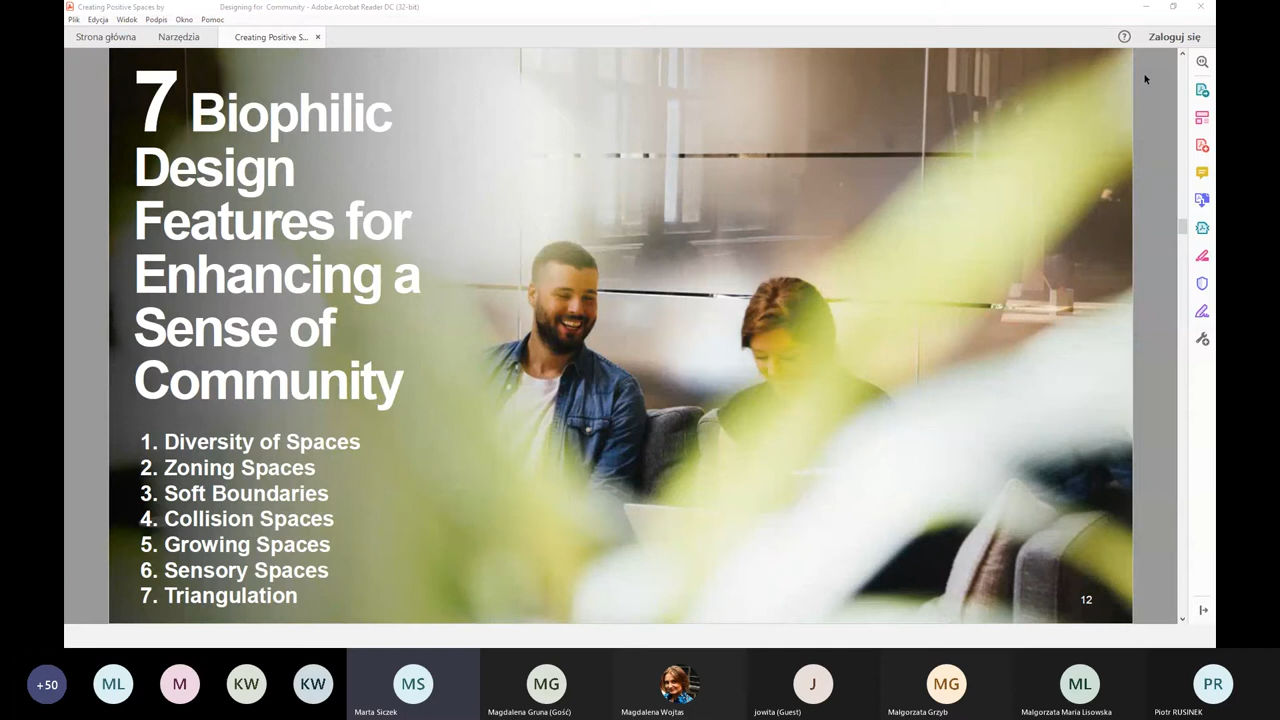 Creating Positive Spaces by Designing for Community - Adobe Acrobat Reader DC (32-bit)
Plik Edycja Widok Podpis Okno Pomoc
Strona główna Narzędzia Creating Positive S... × Zaloguj się
7 Biophilic
Design
Features for
Enhancing a
Sense of
Community
1. Diversity of Spaces
2. Zoning Spaces
3. Soft Boundaries
4. Collision Spaces
5. Growing Spaces
6. Sensory Spaces
7. Triangulation
12
+50 ML M KW KW MS MG J MG ML PR
Marta Siczek Magdalena Gruna (Gość) Magdalena Wojtas jowita (Guest) Malgorzata Grzyb Małgorzata Maria Lisowska Piotr RUSINEK